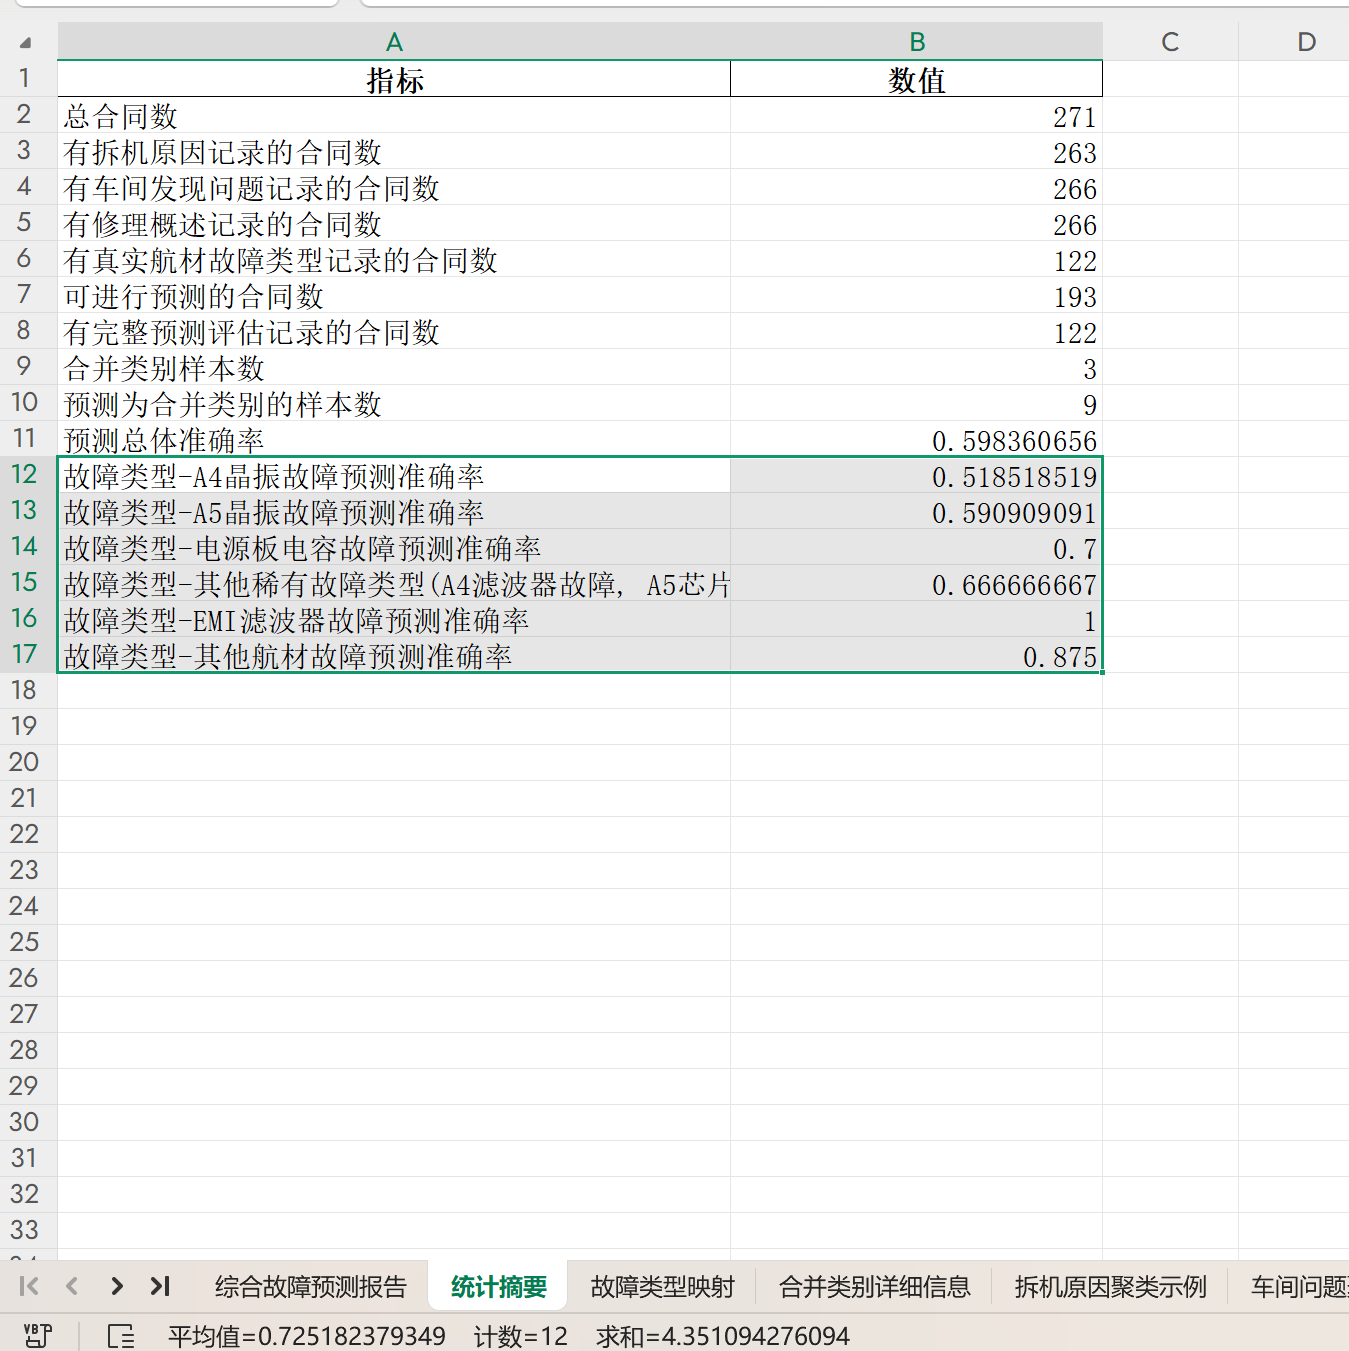 A B C D
1 指标 数值
2 总合同数 271
3 有拆机原因记录的合同数 263
4 有车间发现问题记录的合同数 266
5 有修理概述记录的合同数 266
6 有真实航材故障类型记录的合同数 122
7 可进行预测的合同数 193
8 有完整预测评估记录的合同数 122
9 合并类别样本数 3
10 预测为合并类别的样本数 9
11 预测总体准确率 0.598360656
12 故障类型-A4晶振故障预测准确率 0.518518519
13 故障类型-A5晶振故障预测准确率 0.590909091
14 故障类型-电源板电容故障预测准确率 0.7
15 故障类型-其他稀有故障类型(A4滤波器故障, A5芯片 0.666666667
16 故障类型-EMI滤波器故障预测准确率 1
17 故障类型-其他航材故障预测准确率 0.875
18
19
20
21
22
23
24
25
26
27
28
29
30
31
32
33
综合故障预测报告 统计摘要 故障类型映射 合并类别详细信息 拆机原因聚类示例 车间问题
平均值=0.725182379349 计数=12 求和=4.351094276094